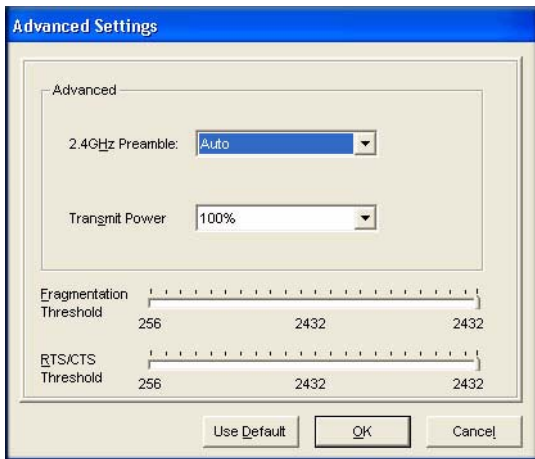 Advanced Settings
Advanced
2.4GHz Preamble: Auto
Transmit Power 100%
Fragmentation
Threshold
256 2432 2432
RTS/CTS
Threshold
256 2432 2432
Use Default OK Cancel